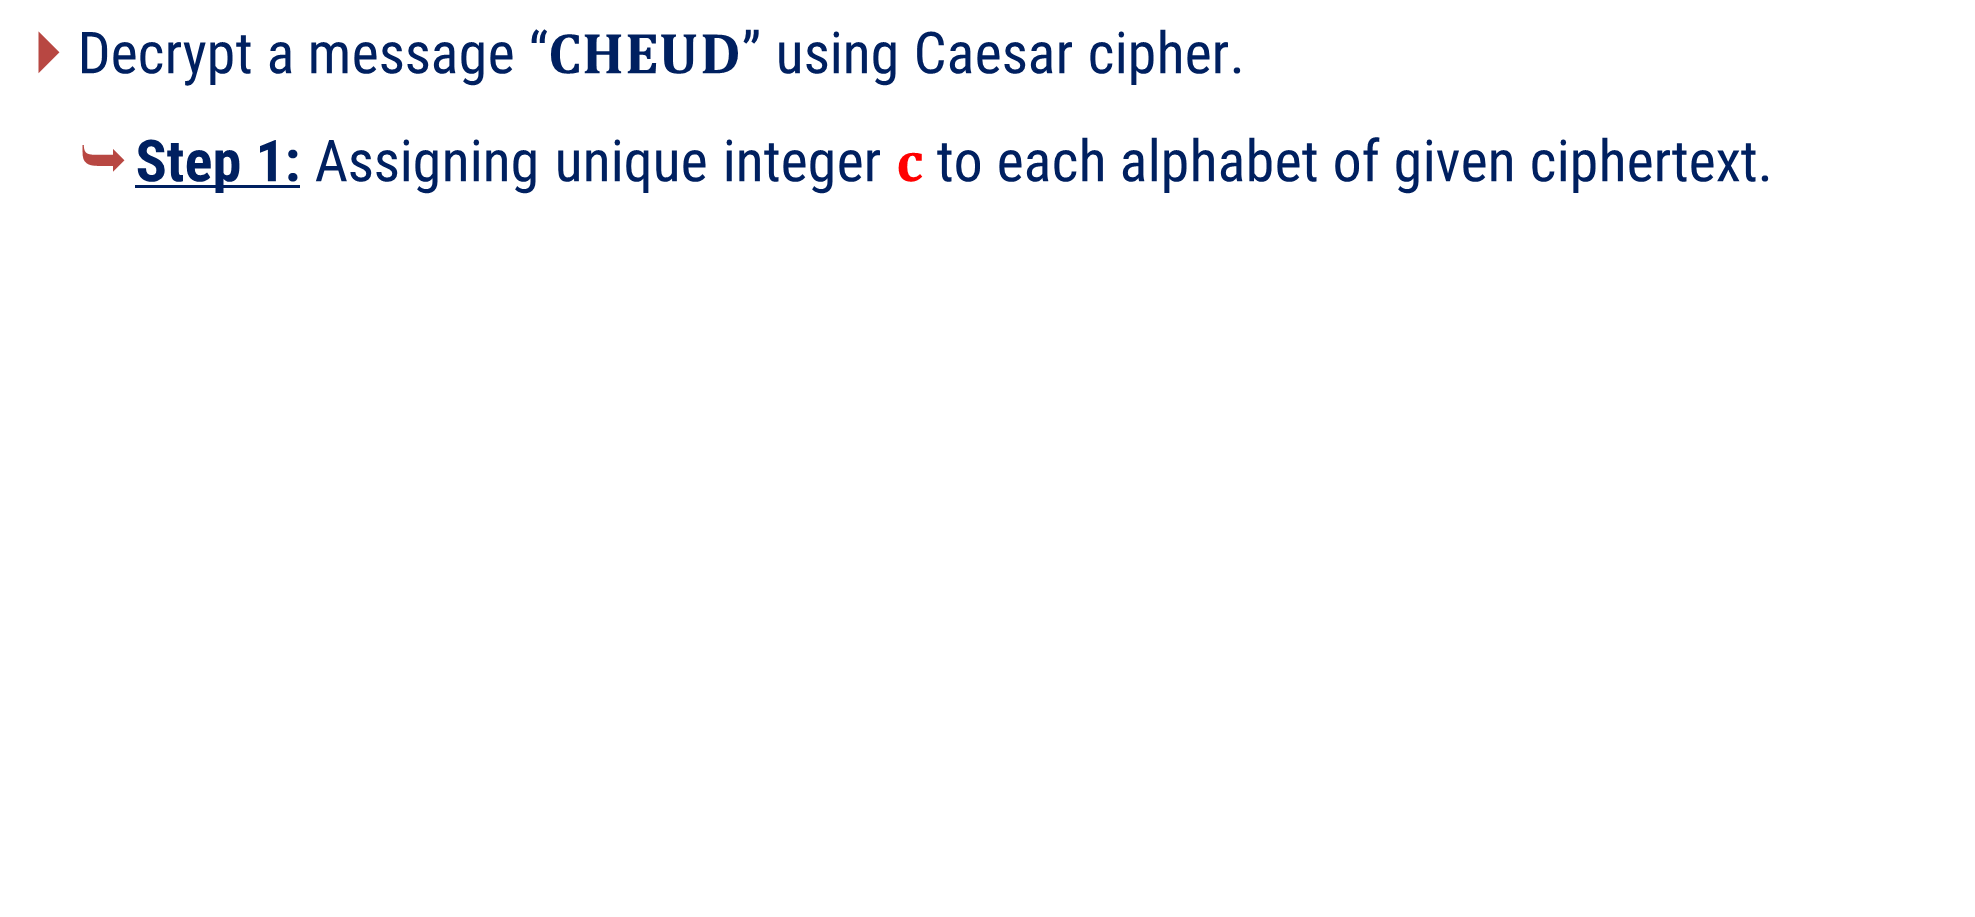 Decrypt a message “CHEUD” using Caesar cipher.
Step 1: Assigning unique integer c to each alphabet of given ciphertext.